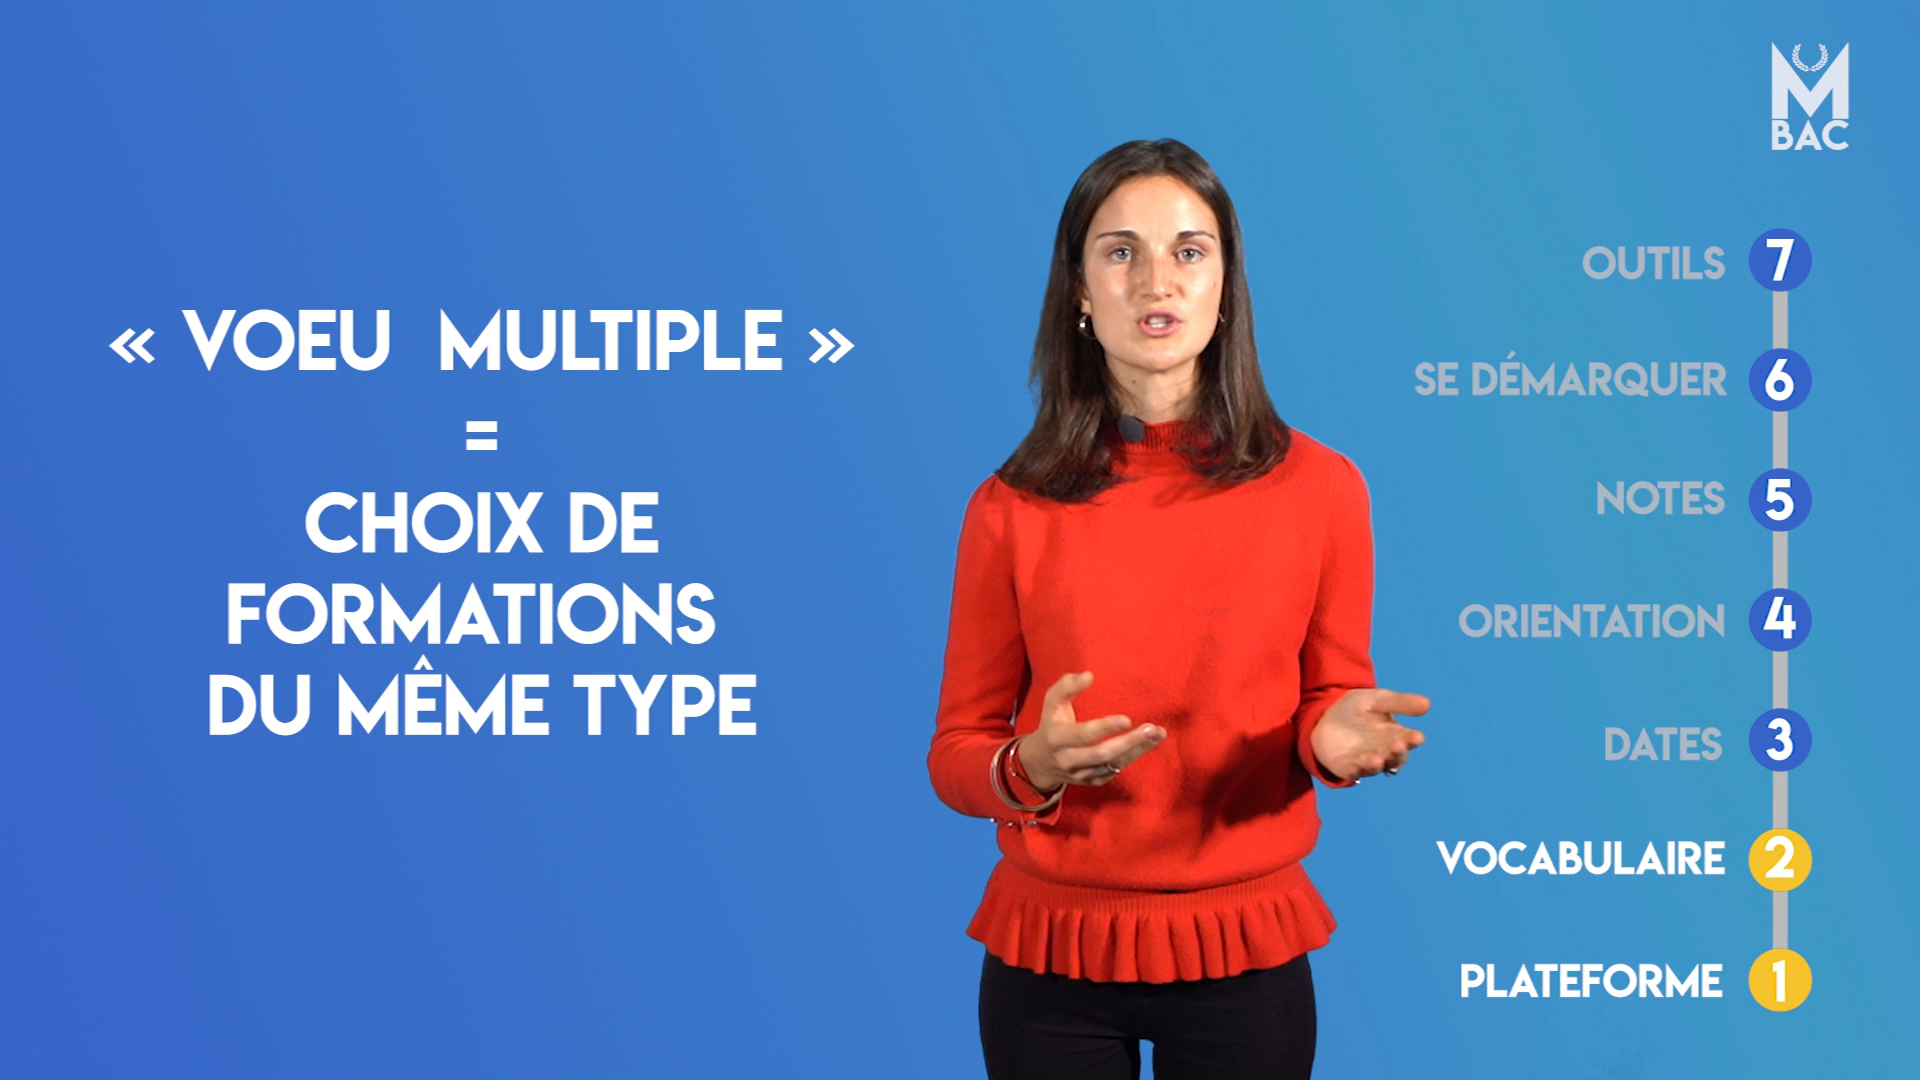 « VOEU MULTIPLE »
=
CHOIX DE
FORMATIONS
DU MÊME TYPE
M
BAC
OUTILS 7
SE DÉMARQUER 6
NOTES 5
ORIENTATION 4
DATES 3
VOCABULAIRE 2
PLATEFORME 1